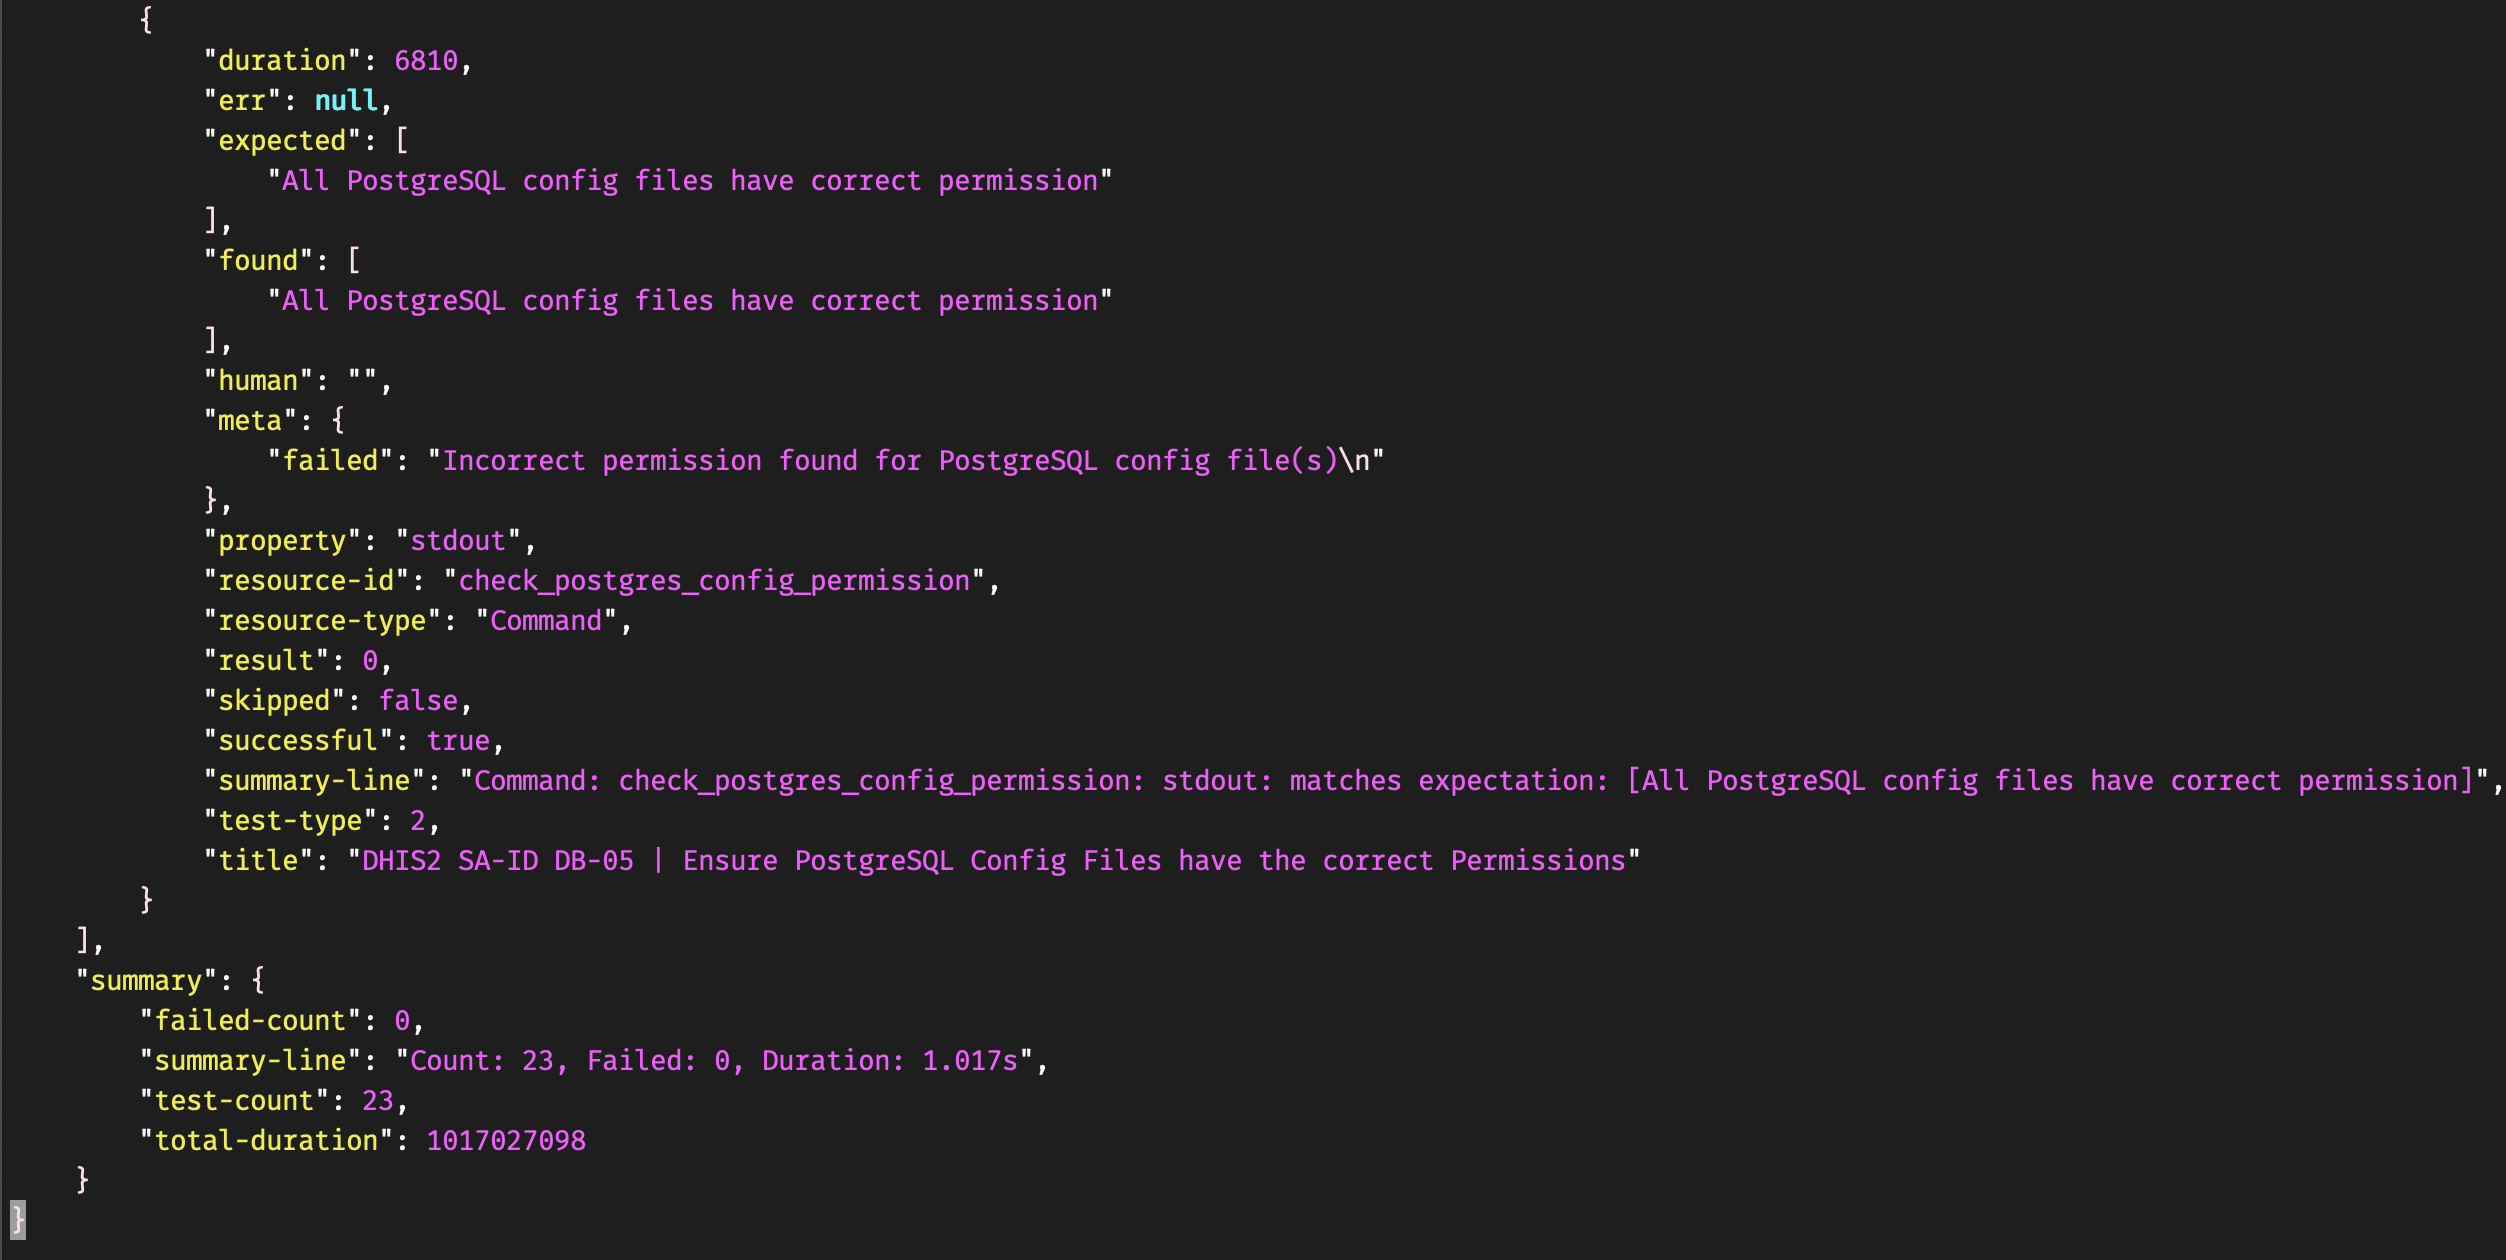 {
"duration": 6810,
"err": null,
"expected": [
"All PostgreSQL config files have correct permission"
],
"found": [
"All PostgreSQL config files have correct permission"
],
"human": "",
"meta": {
"failed": "Incorrect permission found for PostgreSQL config file(s)\n"
},
"property": "stdout",
"resource-id": "check_postgres_config_permission",
"resource-type": "Command",
"result": 0,
"skipped": false,
"successful": true,
"summary-line": "Command: check_postgres_config_permission: stdout: matches expectation: [All PostgreSQL config files have correct permission]",
"test-type": 2,
"title": "DHIS2 SA-ID DB-05 | Ensure PostgreSQL Config Files have the correct Permissions"
}
],
"summary": {
"failed-count": 0,
"summary-line": "Count: 23, Failed: 0, Duration: 1.017s",
"test-count": 23,
"total-duration": 1017027098
}
}